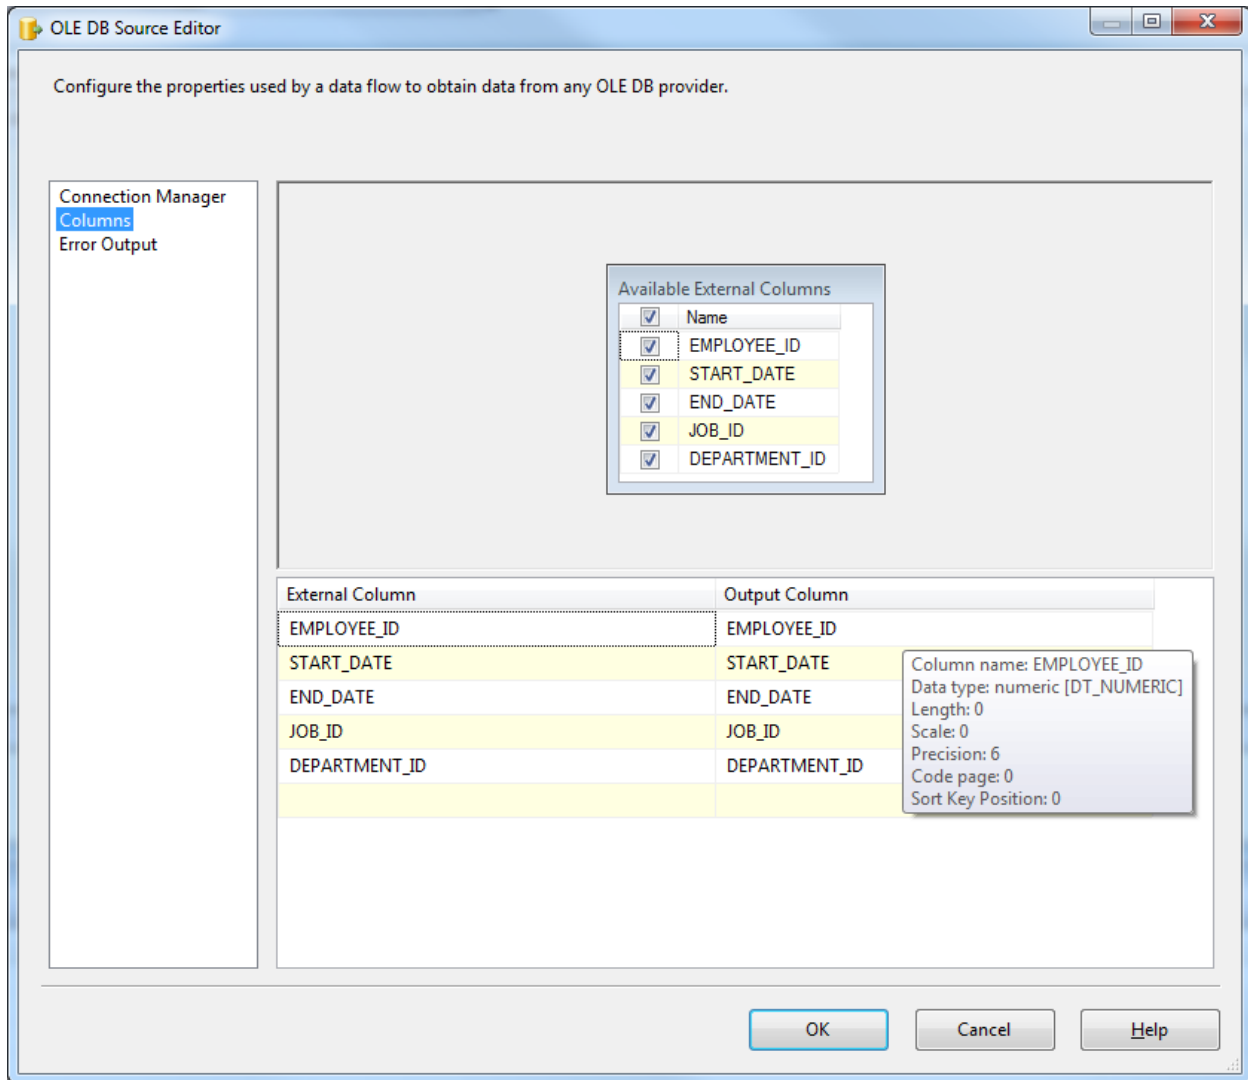 OLE DB Source Editor
Configure the properties used by a data flow to obtain data from any OLE DB provider.
Connection Manager
Columns
Error Output
Available External Columns
Name
EMPLOYEE_ID
START_DATE
END_DATE
JOB_ID
DEPARTMENT_ID
External Column Output Column
EMPLOYEE_ID EMPLOYEE_ID
START_DATE START_DATE
END_DATE END_DATE
JOB_ID JOB_ID
DEPARTMENT_ID DEPARTMENT_ID
Column name: EMPLOYEE_ID
Data type: numeric [DT_NUMERIC]
Length: 0
Scale: 0
Precision: 6
Code page: 0
Sort Key Position: 0
OK Cancel Help